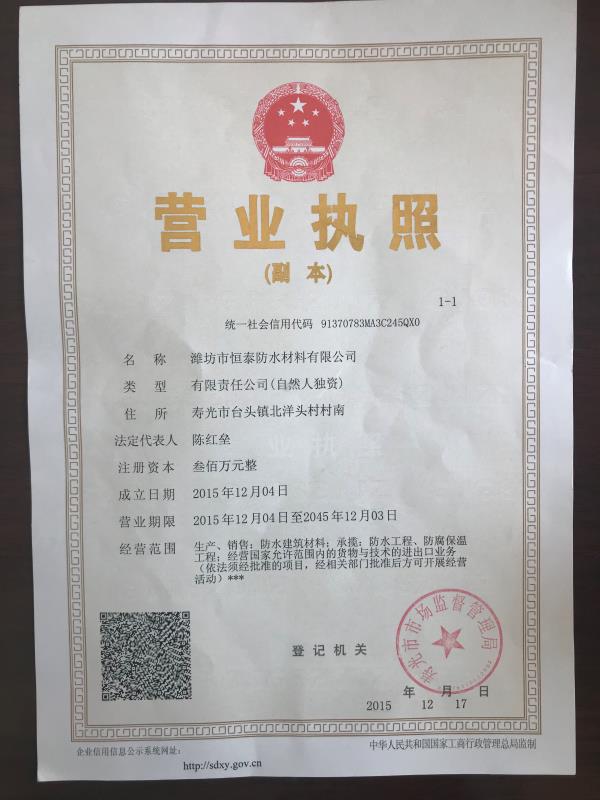 营业执照
(副 本)
1-1
统一社会信用代码 91370783MA3C245QX0
名 称 潍坊市恒泰防水材料有限公司
类 型 有限责任公司(自然人独资)
住 所 寿光市台头镇北洋头村村南
法定代表人 陈红垒
注册资本 叁佰万元整
成立日期 2015年12月04日
营业期限 2015年12月04日至2045年12月03日
经营范围 生产、销售:防水建筑材料;承揽:防水工程、防腐保温
工程;经营国家允许范围内的货物与技术的进出口业务
(依法须经批准的项目,经相关部门批准后方可开展经营
活动)***
寿光市市场监督管理局
登记机关
年 月 日
2015 12 17
企业信用信息公示系统网址:
http://sdxy.gov.cn
中华人民共和国国家工商行政管理总局监制